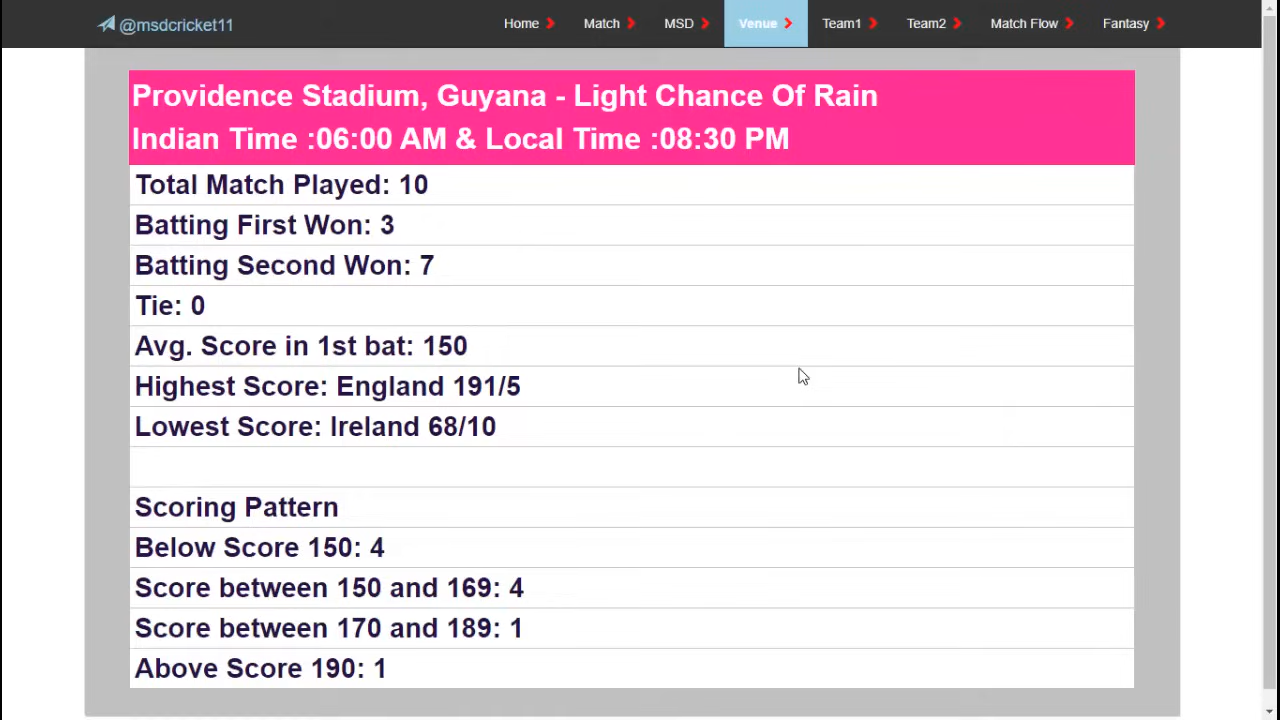 @msdcricket11
Home
Match
MSD
Venue
Team1
Team2
Match Flow
Fantasy
Providence Stadium, Guyana - Light Chance Of Rain
Indian Time :06:00 AM & Local Time :08:30 PM
Total Match Played: 10
Batting First Won: 3
Batting Second Won: 7
Tie: 0
Avg. Score in 1st bat: 150
Highest Score: England 191/5
Lowest Score: Ireland 68/10
Scoring Pattern
Below Score 150: 4
Score between 150 and 169: 4
Score between 170 and 189: 1
Above Score 190: 1